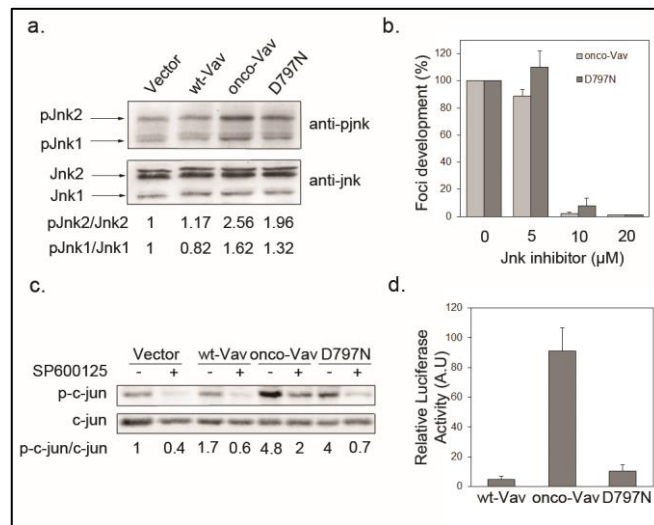 a.
Vector wt-Vav onco-Vav D797N
pJnk2
pJnk1
anti-pjnk
Jnk2
Jnk1
anti-jnk
pJnk2/Jnk2 1 1.17 2.56 1.96
pJnk1/Jnk1 1 0.82 1.62 1.32
b.
Foci development (%)
120
100
80
60
40
20
0
onco-Vav
D797N
0 5 10 20
Jnk inhibitor (µM)
c.
Vector wt-Vav onco-Vav D797N
SP600125 - + - + - + - +
p-c-jun
c-jun
p-c-jun/c-jun 1 0.4 1.7 0.6 4.8 2 4 0.7
d.
Relative Luciferase
Activity (A.U)
120
100
80
60
40
20
0
wt-Vav onco-Vav D797N